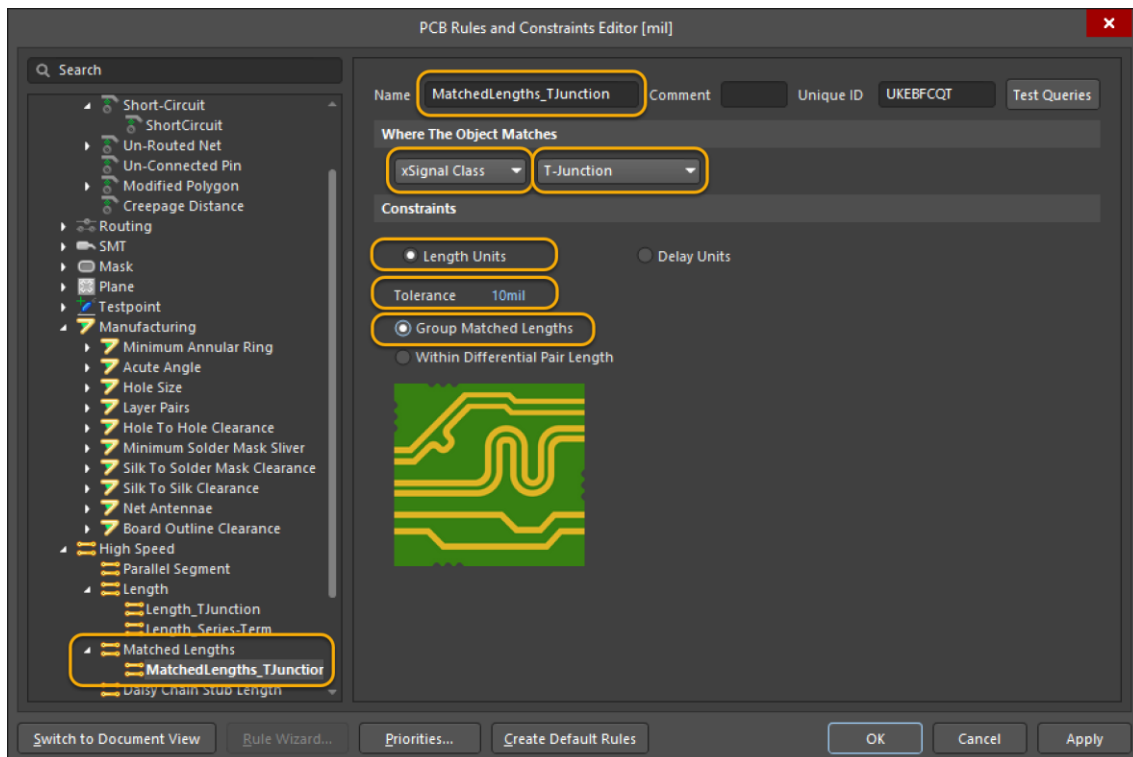 PCB Rules and Constraints Editor [mil]
Search
Short-Circuit
ShortCircuit
Un-Routed Net
Un-Connected Pin
Modified Polygon
Creepage Distance
Routing
SMT
Mask
Plane
Testpoint
Manufacturing
Minimum Annular Ring
Acute Angle
Hole Size
Layer Pairs
Hole To Hole Clearance
Minimum Solder Mask Sliver
Silk To Solder Mask Clearance
Silk To Silk Clearance
Net Antennae
Board Outline Clearance
High Speed
Parallel Segment
Length
Length_TJunction
Length_Series-Term
Matched Lengths
MatchedLengths_TJunction
Daisy Chain Stub Length
Name MatchedLengths_TJunction Comment Unique ID UKEBFCQT Test Queries
Where The Object Matches
xSignal Class T-Junction
Constraints
Length Units Delay Units
Tolerance 10mil
Group Matched Lengths
Within Differential Pair Length
Switch to Document View Rule Wizard... Priorities... Create Default Rules OK Cancel Apply